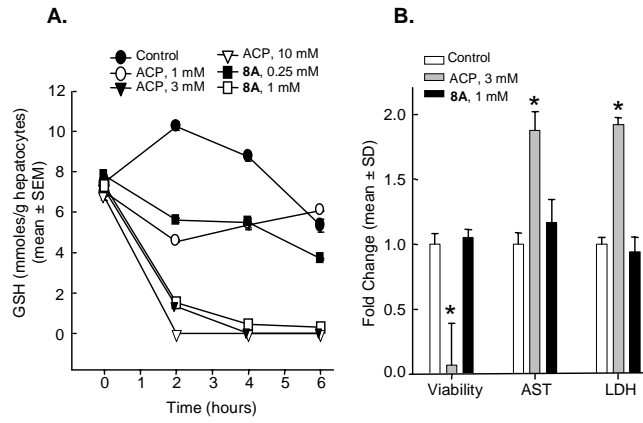 A.
Control
ACP, 1 mM
ACP, 3 mM
ACP, 10 mM
8A, 0.25 mM
8A, 1 mM
GSH (mmoles/g hepatocytes)
(mean ± SEM)
12
10
8
6
4
2
0
0 1 2 3 4 5 6
Time (hours)
B.
Control
ACP, 3 mM
8A, 1 mM
Fold Change (mean ± SD)
2.0
1.0
0.5
0.0
* * *
Viability AST LDH